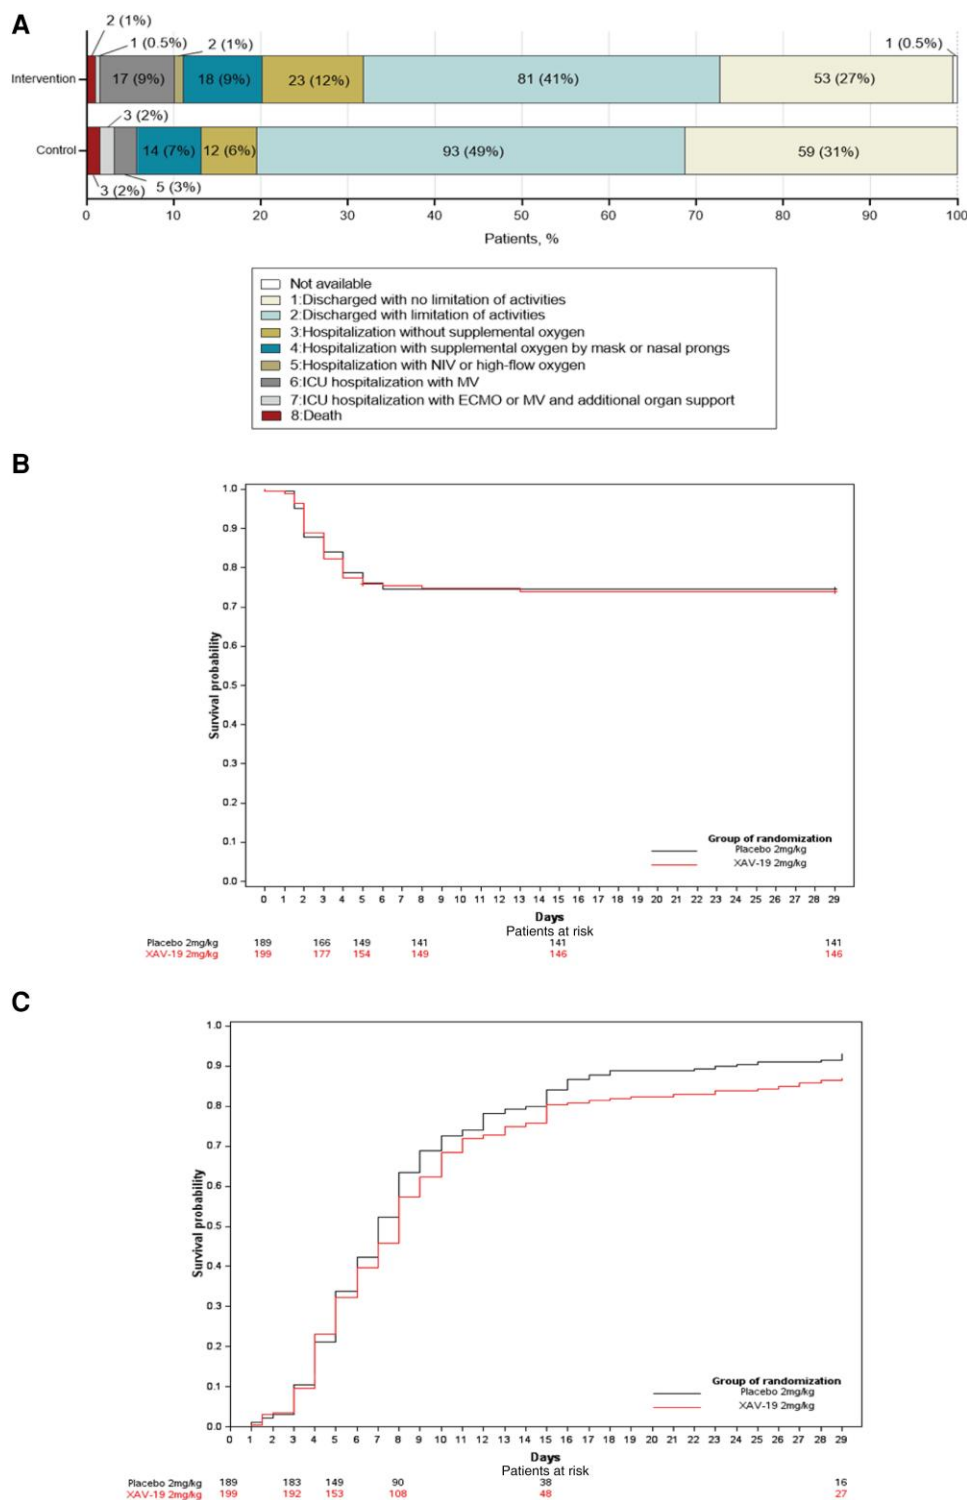 A
2 (1%)
1 (0.5%)
2 (1%)
1 (0.5%)
Intervention
17 (9%)
18 (9%)
23 (12%)
81 (41%)
53 (27%)
3 (2%)
Control
14 (7%)
12 (6%)
93 (49%)
59 (31%)
3 (2%)
5 (3%)
0 10 20 30 40 50 60 70 80 90 100
Patients, %
Not available
1:Discharged with no limitation of activities
2:Discharged with limitation of activities
3:Hospitalization without supplemental oxygen
4:Hospitalization with supplemental oxygen by mask or nasal prongs
5:Hospitalization with NIV or high-flow oxygen
6:ICU hospitalization with MV
7:ICU hospitalization with ECMO or MV and additional organ support
8:Death
B
1.0
0.9
0.8
0.7
0.6
0.5
0.4
0.3
0.2
0.1
0.0
Survival probability
Group of randomization
Placebo 2mg/kg
XAV-19 2mg/kg
0 1 2 3 4 5 6 7 8 9 10 11 12 13 14 15 16 17 18 19 20 21 22 23 24 25 26 27 28 29
Days
Patients at risk
Placebo 2mg/kg 189 166 149 141 141 141
XAV-19 2mg/kg 199 177 154 149 146 146
C
1.0
0.9
0.8
0.7
0.6
0.5
0.4
0.3
0.2
0.1
0.0
Survival probability
Group of randomization
Placebo 2mg/kg
XAV-19 2mg/kg
0 1 2 3 4 5 6 7 8 9 10 11 12 13 14 15 16 17 18 19 20 21 22 23 24 25 26 27 28 29
Days
Patients at risk
Placebo 2mg/kg 189 183 149 90 38 16
XAV-19 2mg/kg 199 192 153 108 48 27